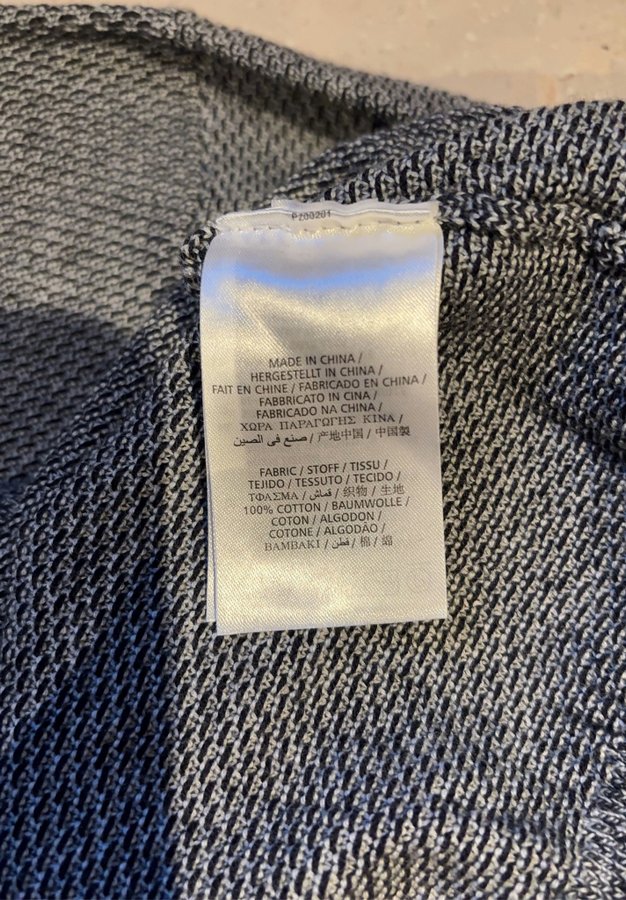 PZ00201
MADE IN CHINA /
HERGESTELLT IN CHINA /
FAIT EN CHINE / FABRICADO EN CHINA /
FABBRICATO IN CINA /
FABRICADO NA CHINA /
ΧΩΡΑ ΠΑΡΑΓΩΓΗΣ ΚΙΝΑ /
صنع في الصين / 产地中国 / 中国製
FABRIC / STOFF / TISSU /
TEJIDO / TESSUTO / TECIDO /
ΥΦΑΣΜΑ / قماش / 织物 / 生地
100% COTTON / BAUMWOLLE /
COTON / ALGODON /
COTONE / ALGODÃO /
ΒΑΜΒΑΚΙ / قطن / 棉 / 綿